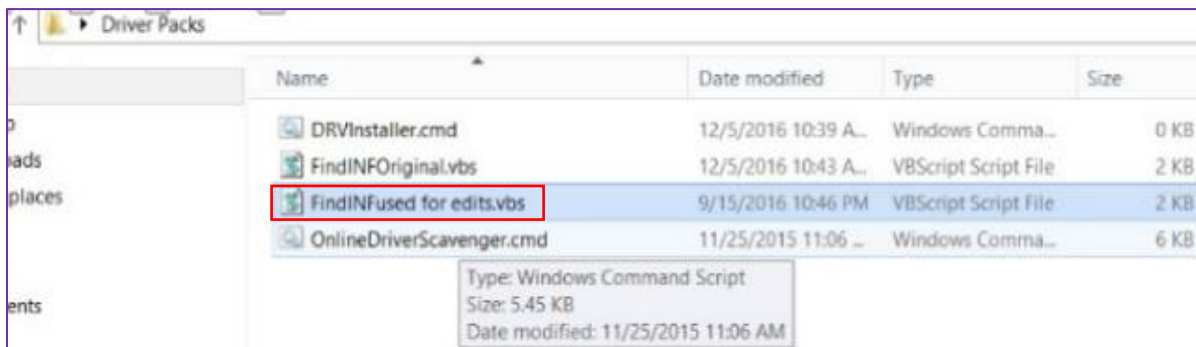 Driver Packs
Name Date modified Type Size
DRVInstaller.cmd 12/5/2016 10:39 A... Windows Comma... 0 KB
oads FindINFOriginal.vbs 12/5/2016 10:43 A... VBScript Script File 2 KB
places FindINFused for edits.vbs 9/15/2016 10:46 PM VBScript Script File 2 KB
OnlineDriverScavenger.cmd 11/25/2015 11:06 ... Windows Comma... 6 KB
Type: Windows Command Script
ents Size: 5.45 KB
Date modified: 11/25/2015 11:06 AM